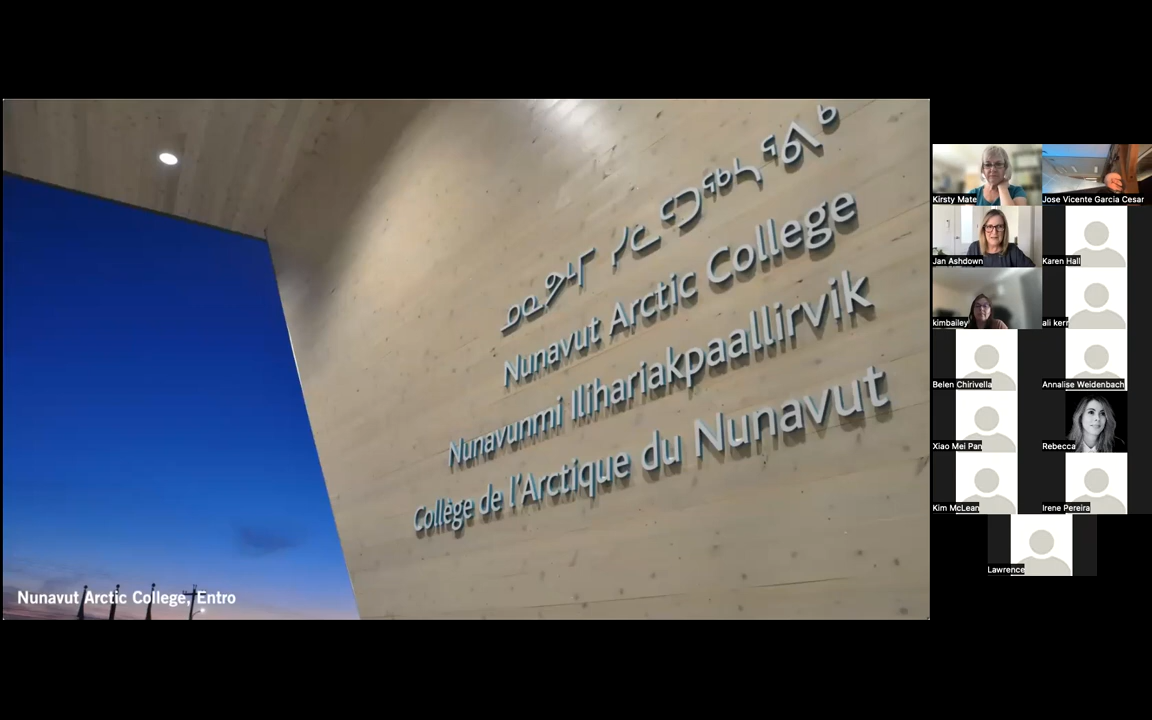 ᓄᓇᕗᒻᒥ ᓯᓚᑦᑐᖅᓴᕐᕕᒃ
Nunavut Arctic College
Nunavunmi Ilihariakpaallirvik
Collège de l'Arctique du Nunavut
Nunavut Arctic College, Entro
Kirsty Mate
Jose Vicente Garcia Cesar
Jan Ashdown
Karen Hall
kimbailey
ali kerr
Belen Chirivella
Annalise Weidenbach
Xiao Mei Pan
Rebecca
Kim McLean
Irene Pereira
Lawrence